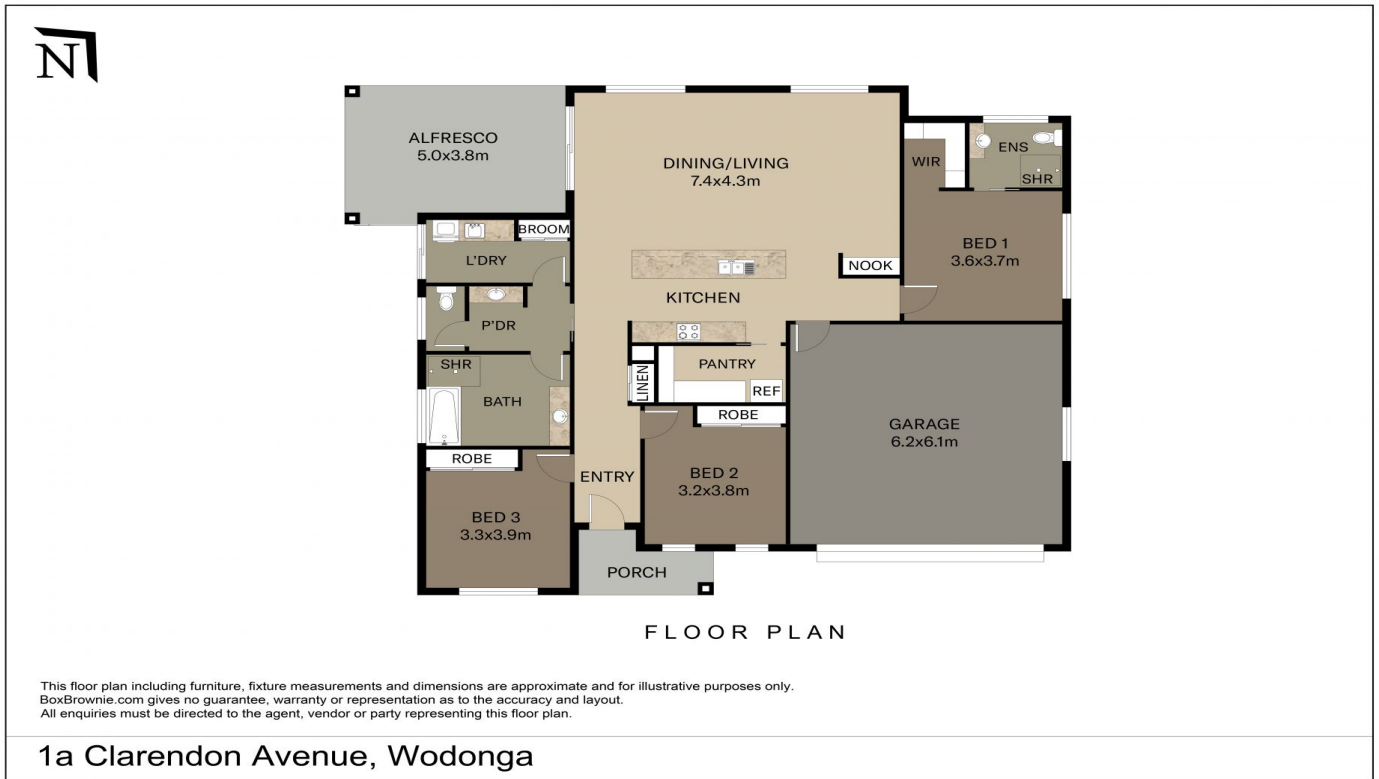 N
ALFRESCO
5.0x3.8m
DINING/LIVING
7.4x4.3m
WIR
ENS
SHR
BROOM
L'DRY
BED 1
3.6x3.7m
NOOK
KITCHEN
P'DR
SHR
BATH
LINEN
PANTRY
REF
ROBE
GARAGE
6.2x6.1m
ROBE
ENTRY
BED 2
3.2x3.8m
BED 3
3.3x3.9m
PORCH
FLOOR PLAN
This floor plan including furniture, fixture measurements and dimensions are approximate and for illustrative purposes only.
BoxBrownie.com gives no guarantee, warranty or representation as to the accuracy and layout.
All enquiries must be directed to the agent, vendor or party representing this floor plan.
1a Clarendon Avenue, Wodonga